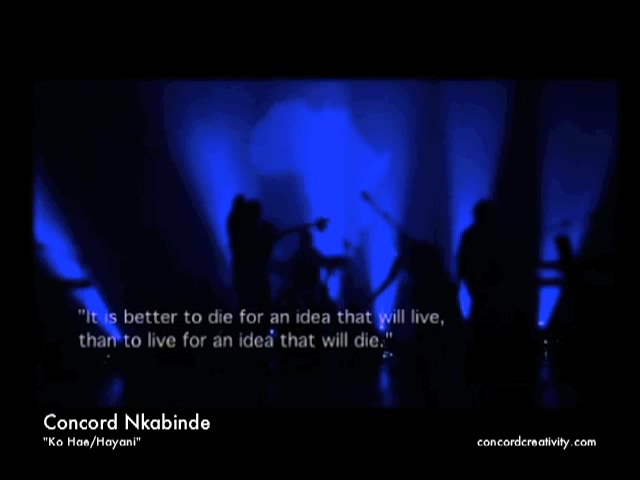 "It is better to die for an idea that will live,
than to live for an idea that will die."
Concord Nkabinde
"Ko Hae/Hayani"
concordcreativity.com